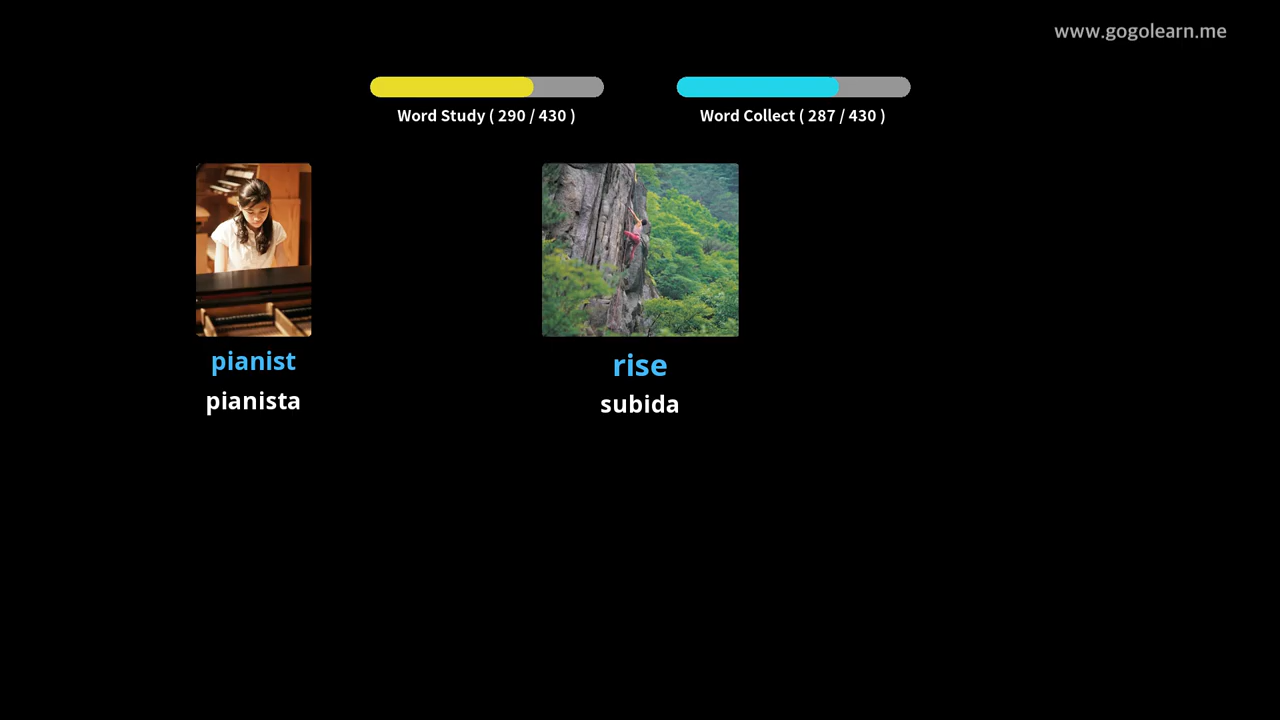 www.gogolearn.me
Word Study ( 290 / 430 )
Word Collect ( 287 / 430 )
pianist
pianista
rise
subida